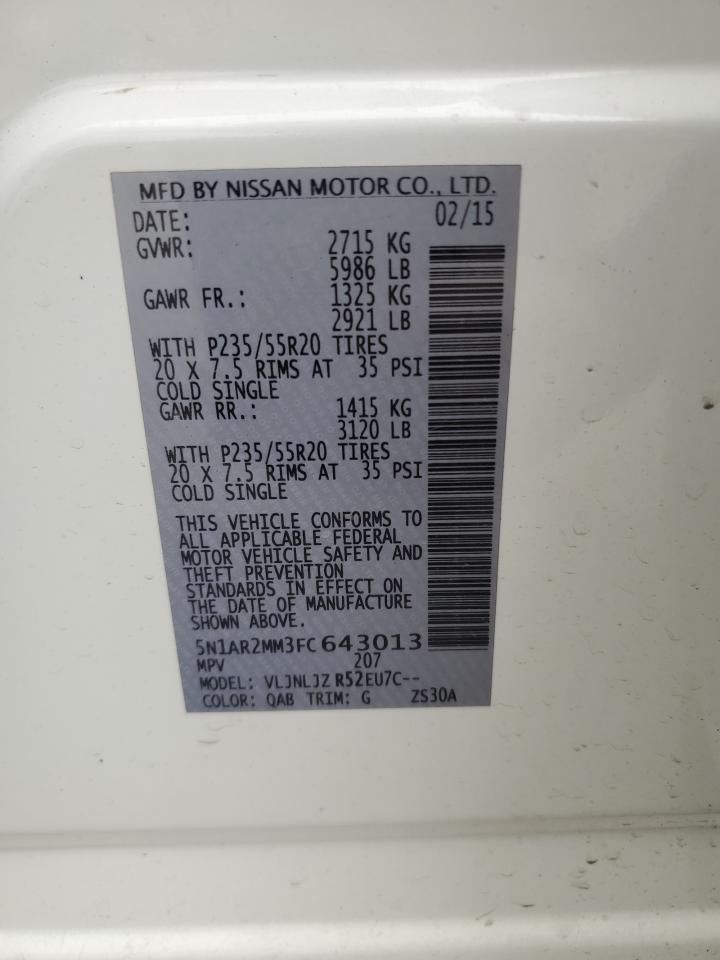 MFD BY NISSAN MOTOR CO., LTD.
DATE: 02/15
GVWR: 2715 KG
5986 LB
GAWR FR.: 1325 KG
2921 LB
WITH P235/55R20 TIRES
20 X 7.5 RIMS AT 35 PSI
COLD SINGLE
GAWR RR.: 1415 KG
3120 LB
WITH P235/55R20 TIRES
20 X 7.5 RIMS AT 35 PSI
COLD SINGLE
THIS VEHICLE CONFORMS TO
ALL APPLICABLE FEDERAL
MOTOR VEHICLE SAFETY AND
THEFT PREVENTION
STANDARDS IN EFFECT ON
THE DATE OF MANUFACTURE
SHOWN ABOVE.
5N1AR2MM3FC643013
MPV 207
MODEL: VLJNLJZ R52EU7C--
COLOR: QAB TRIM: G ZS30A